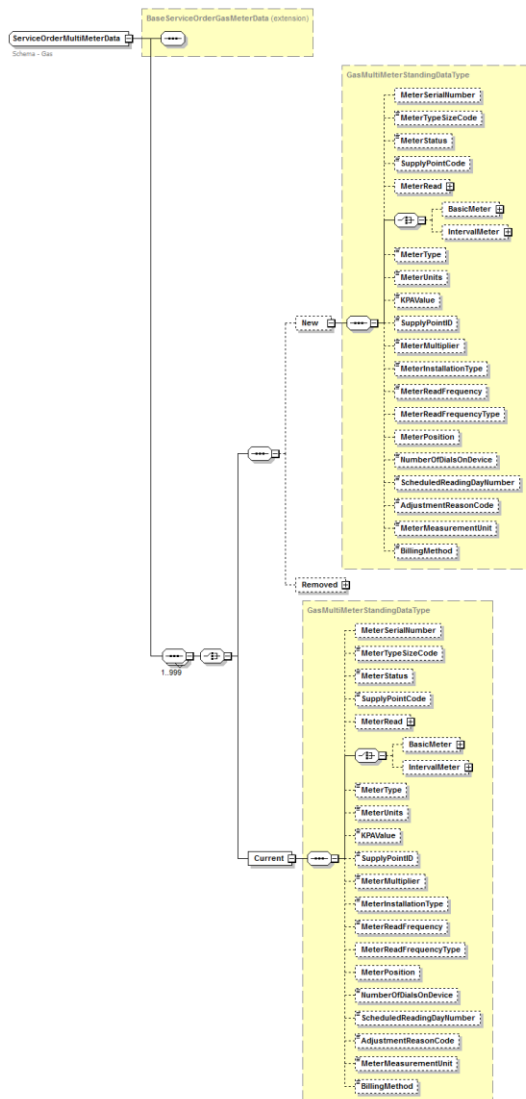 BaseServiceOrderGasMeterData (extension)
ServiceOrderMultiMeterData
Schema - Gas
GasMultiMeterStandingDataType
MeterSerialNumber
MeterTypeSizeCode
MeterStatus
SupplyPointCode
MeterRead
BasicMeter
IntervalMeter
MeterType
MeterUnits
KPAValue
New
SupplyPointID
MeterMultiplier
MeterInstallationType
MeterReadFrequency
MeterReadFrequencyType
MeterPosition
NumberOfDialsOnDevice
ScheduledReadingDayNumber
AdjustmentReasonCode
MeterMeasurementUnit
BillingMethod
Removed
GasMultiMeterStandingDataType
MeterSerialNumber
MeterTypeSizeCode
1..999
MeterStatus
SupplyPointCode
MeterRead
BasicMeter
IntervalMeter
MeterType
MeterUnits
KPAValue
Current
SupplyPointID
MeterMultiplier
MeterInstallationType
MeterReadFrequency
MeterReadFrequencyType
MeterPosition
NumberOfDialsOnDevice
ScheduledReadingDayNumber
AdjustmentReasonCode
MeterMeasurementUnit
BillingMethod